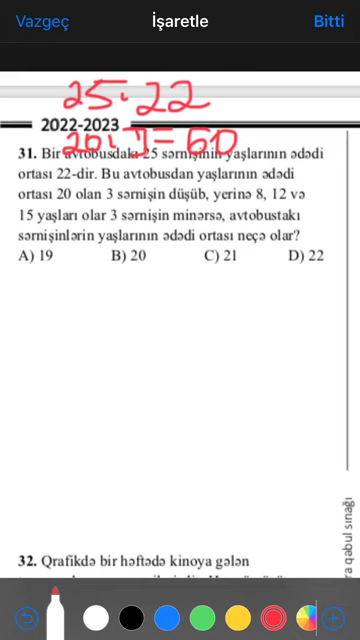 Vazgeç İşaretle Bitti
25.22
2022-2023
20.3=60
31. Bir avtobusdakı 25 sərnişinin yaşlarının ədədi
ortası 22-dir. Bu avtobusdan yaşlarının ədədi
ortası 20 olan 3 sərnişin düşüb, yerinə 8, 12 və
15 yaşları olar 3 sərnişin minərsə, avtobustakı
sərnişinlərin yaşlarının ədədi ortası neçə olar?
A) 19 B) 20 C) 21 D) 22
a qəbul sınağı
32. Qrafikdə bir həftədə kinoya gələn